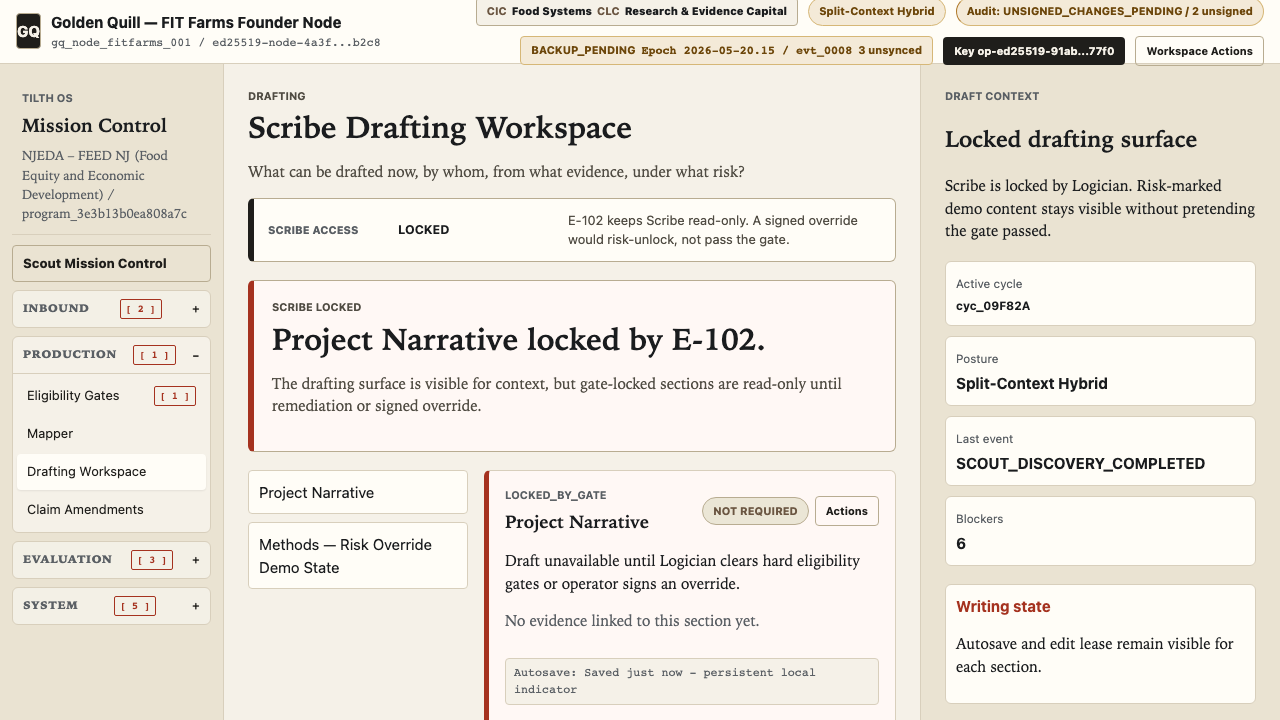 GQ
Golden Quill — FIT Farms Founder Node
gq_node_fitfarms_001 / ed25519-node-4a3f...b2c8
CIC Food Systems CLC Research & Evidence Capital
Split-Context Hybrid
Audit: UNSIGNED_CHANGES_PENDING / 2 unsigned
BACKUP_PENDING Epoch 2026-05-20.15 / evt_0008 3 unsynced
Key op-ed25519-91ab...77f0
Workspace Actions
TILTH OS
Mission Control
NJEDA – FEED NJ (Food
Equity and Economic
Development) /
program_3e3b13b0ea808a7c
Scout Mission Control
INBOUND [ 2 ] +
PRODUCTION [ 1 ] –
Eligibility Gates [ 1 ]
Mapper
Drafting Workspace
Claim Amendments
EVALUATION [ 3 ] +
SYSTEM [ 5 ] +
DRAFTING
Scribe Drafting Workspace
What can be drafted now, by whom, from what evidence, under what risk?
SCRIBE ACCESS
LOCKED
E-102 keeps Scribe read-only. A signed override
would risk-unlock, not pass the gate.
SCRIBE LOCKED
Project Narrative locked by E-102.
The drafting surface is visible for context, but gate-locked sections are read-only until
remediation or signed override.
Project Narrative
Methods — Risk Override
Demo State
LOCKED_BY_GATE
Project Narrative
NOT REQUIRED
Actions
Draft unavailable until Logician clears hard eligibility
gates or operator signs an override.
No evidence linked to this section yet.
Autosave: Saved just now – persistent local
indicator
DRAFT CONTEXT
Locked drafting surface
Scribe is locked by Logician. Risk-marked
demo content stays visible without pretending
the gate passed.
Active cycle
cyc_09F82A
Posture
Split-Context Hybrid
Last event
SCOUT_DISCOVERY_COMPLETED
Blockers
6
Writing state
Autosave and edit lease remain visible for
each section.